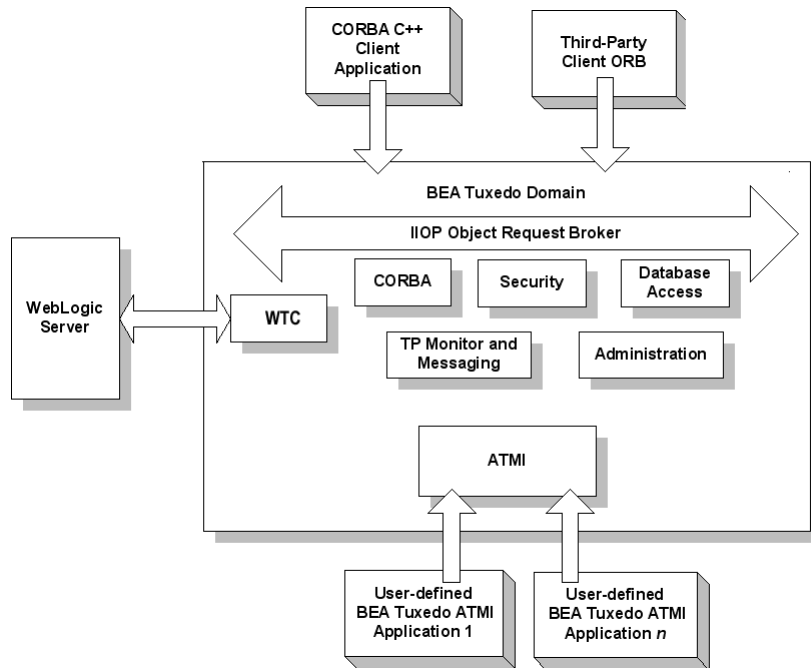 CORBA C++
Client
Application
Third-Party
Client ORB
BEA Tuxedo Domain
IIOP Object Request Broker
WebLogic
Server
WTC
CORBA
Security
Database
Access
TP Monitor and
Messaging
Administration
ATMI
User-defined
BEA Tuxedo ATMI
Application 1
User-defined
BEA Tuxedo ATMI
Application n